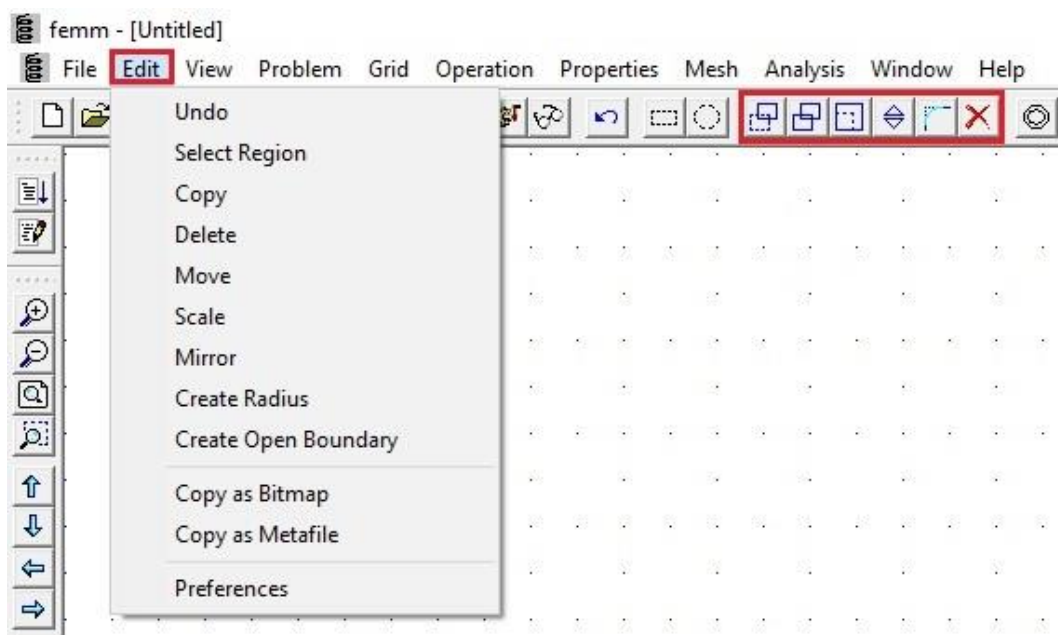 femm - [Untitled]
File Edit View Problem Grid Operation Properties Mesh Analysis Window Help
Undo
Select Region
Copy
Delete
Move
Scale
Mirror
Create Radius
Create Open Boundary
Copy as Bitmap
Copy as Metafile
Preferences